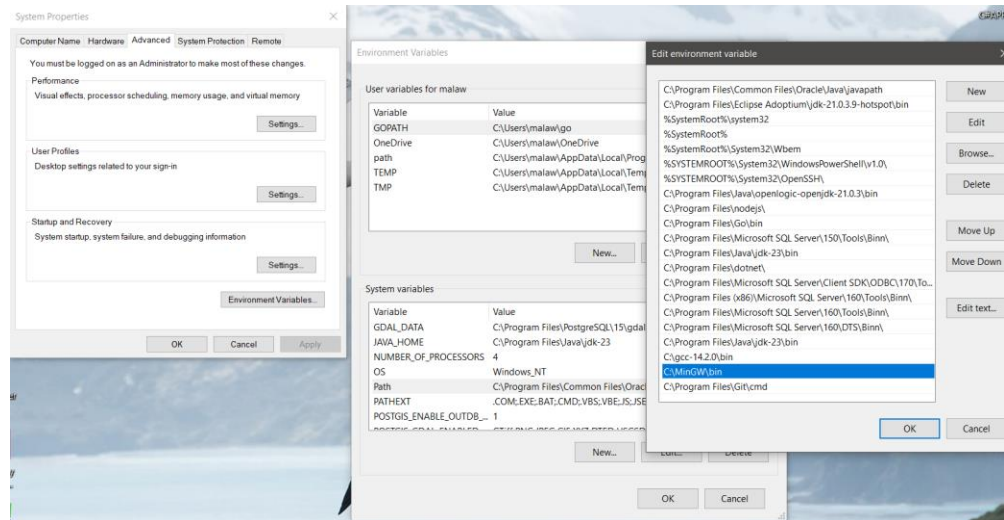 System Properties
Computer Name Hardware Advanced System Protection Remote
You must be logged on as an Administrator to make most of these changes.
Performance
Visual effects, processor scheduling, memory usage, and virtual memory
Settings...
User Profiles
Desktop settings related to your sign-in
Settings...
Startup and Recovery
System startup, system failure, and debugging information
Settings...
Environment Variables...
OK Cancel Apply
Environment Variables
User variables for malaw
Variable Value
GOPATH C:\Users\malaw\go
OneDrive C:\Users\malaw\OneDrive
path C:\Users\malaw\AppData\Local\Prog
TEMP C:\Users\malaw\AppData\Local\Temp
TMP C:\Users\malaw\AppData\Local\Temp
New...
System variables
Variable Value
GDAL_DATA C:\Program Files\PostgreSQL\15\gdal
JAVA_HOME C:\Program Files\Java\jdk-23
NUMBER_OF_PROCESSORS 4
OS Windows_NT
Path C:\Program Files\Common Files\Orac
PATHEXT .COM;.EXE;.BAT;.CMD;.VBS;.VBE;.JS;.JSE
POSTGIS_ENABLE_OUTDB_... 1
New... Edit... Delete
OK Cancel
Edit environment variable
C:\Program Files\Common Files\Oracle\Java\javapath
C:\Program Files\Eclipse Adoptium\jdk-21.0.3.9-hotspot\bin
%SystemRoot%\system32
%SystemRoot%
%SystemRoot%\System32\Wbem
%SYSTEMROOT%\System32\WindowsPowerShell\v1.0\
%SYSTEMROOT%\System32\OpenSSH\
C:\Program Files\Java\openlogic-openjdk-21.0.3\bin
C:\Program Files\nodejs\
C:\Program Files\Go\bin
C:\Program Files\Microsoft SQL Server\150\Tools\Binn\
C:\Program Files\Java\jdk-23\bin
C:\Program Files\dotnet\
C:\Program Files\Microsoft SQL Server\Client SDK\ODBC\170\To...
C:\Program Files (x86)\Microsoft SQL Server\160\Tools\Binn\
C:\Program Files\Microsoft SQL Server\160\Tools\Binn\
C:\Program Files\Microsoft SQL Server\160\DTS\Binn\
C:\Program Files\Java\jdk-23\bin
C:\gcc-14.2.0\bin
C:\MinGW\bin
C:\Program Files\Git\cmd
New
Edit
Browse...
Delete
Move Up
Move Down
Edit text...
OK Cancel